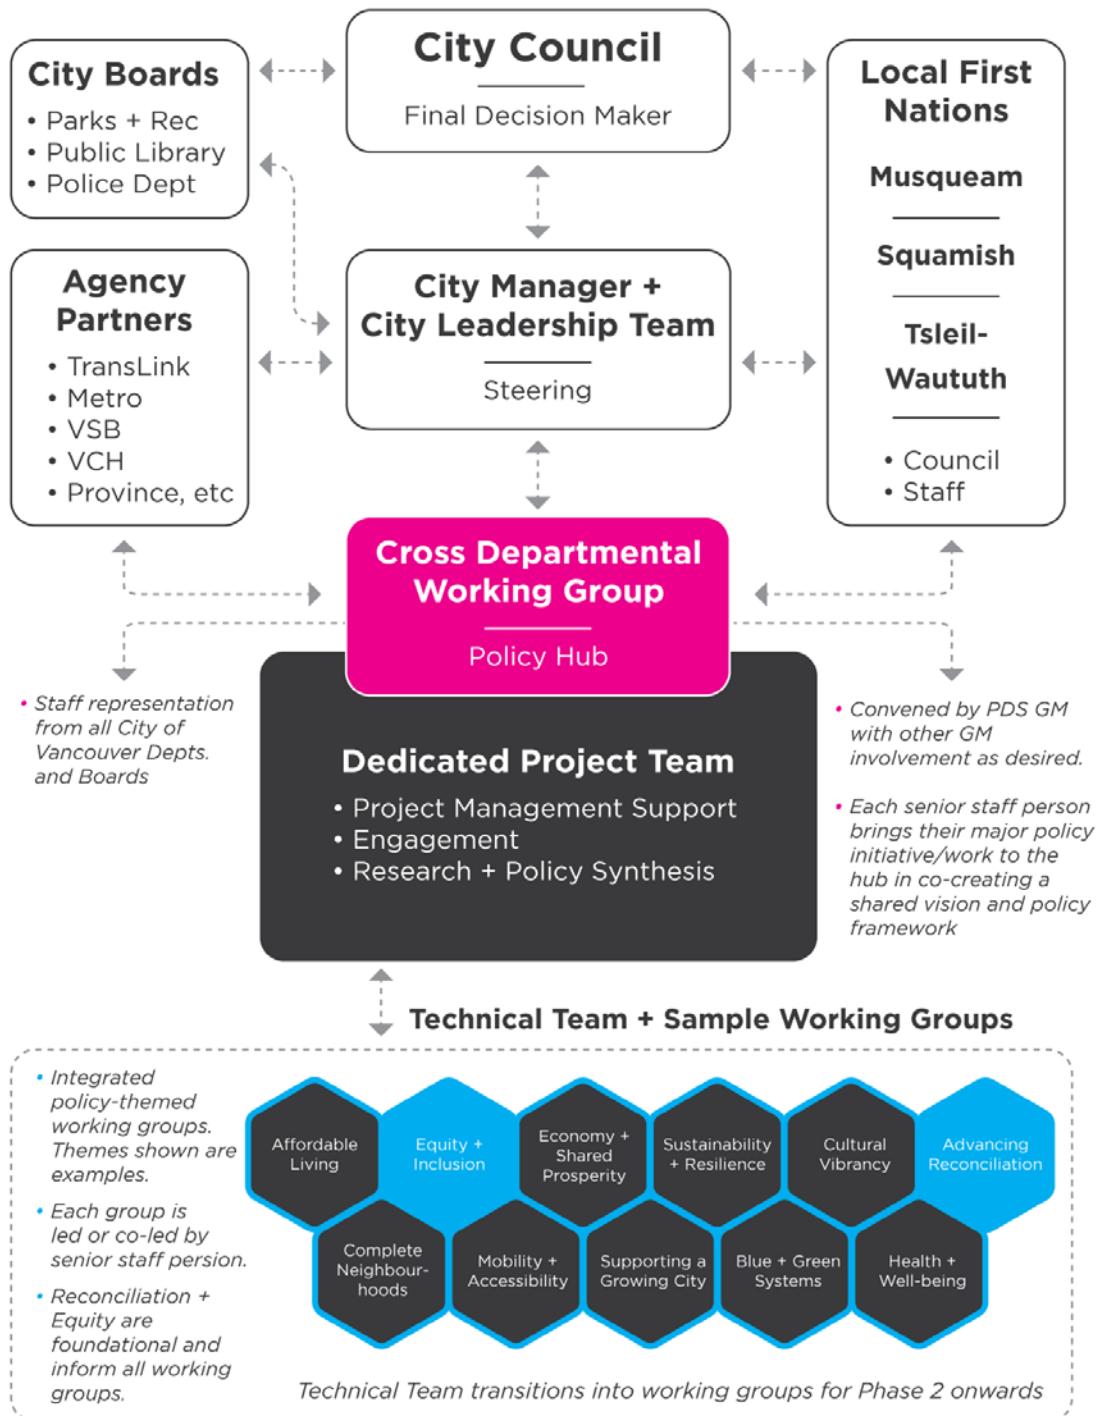 City Council
Final Decision Maker
City Boards
• Parks + Rec
• Public Library
• Police Dept
Local First
Nations
Musqueam
Squamish
Tsleil-
Waututh
• Council
• Staff
Agency
Partners
• TransLink
• Metro
• VSB
• VCH
• Province, etc
City Manager +
City Leadership Team
Steering
Cross Departmental
Working Group
Policy Hub
• Staff representation
from all City of
Vancouver Depts.
and Boards
Dedicated Project Team
• Project Management Support
• Engagement
• Research + Policy Synthesis
• Convened by PDS GM
with other GM
involvement as desired.
• Each senior staff person
brings their major policy
initiative/work to the
hub in co-creating a
shared vision and policy
framework
Technical Team + Sample Working Groups
• Integrated
policy-themed
working groups.
Themes shown are
examples.
• Each group is
led or co-led by
senior staff persion.
• Reconciliation +
Equity are
foundational and
inform all working
groups.
Affordable
Living
Equity +
Inclusion
Economy +
Shared
Prosperity
Sustainability
+ Resilience
Cultural
Vibrancy
Advancing
Reconciliation
Complete
Neighbour-
hoods
Mobility +
Accessibility
Supporting a
Growing City
Blue + Green
Systems
Health +
Well-being
Technical Team transitions into working groups for Phase 2 onwards